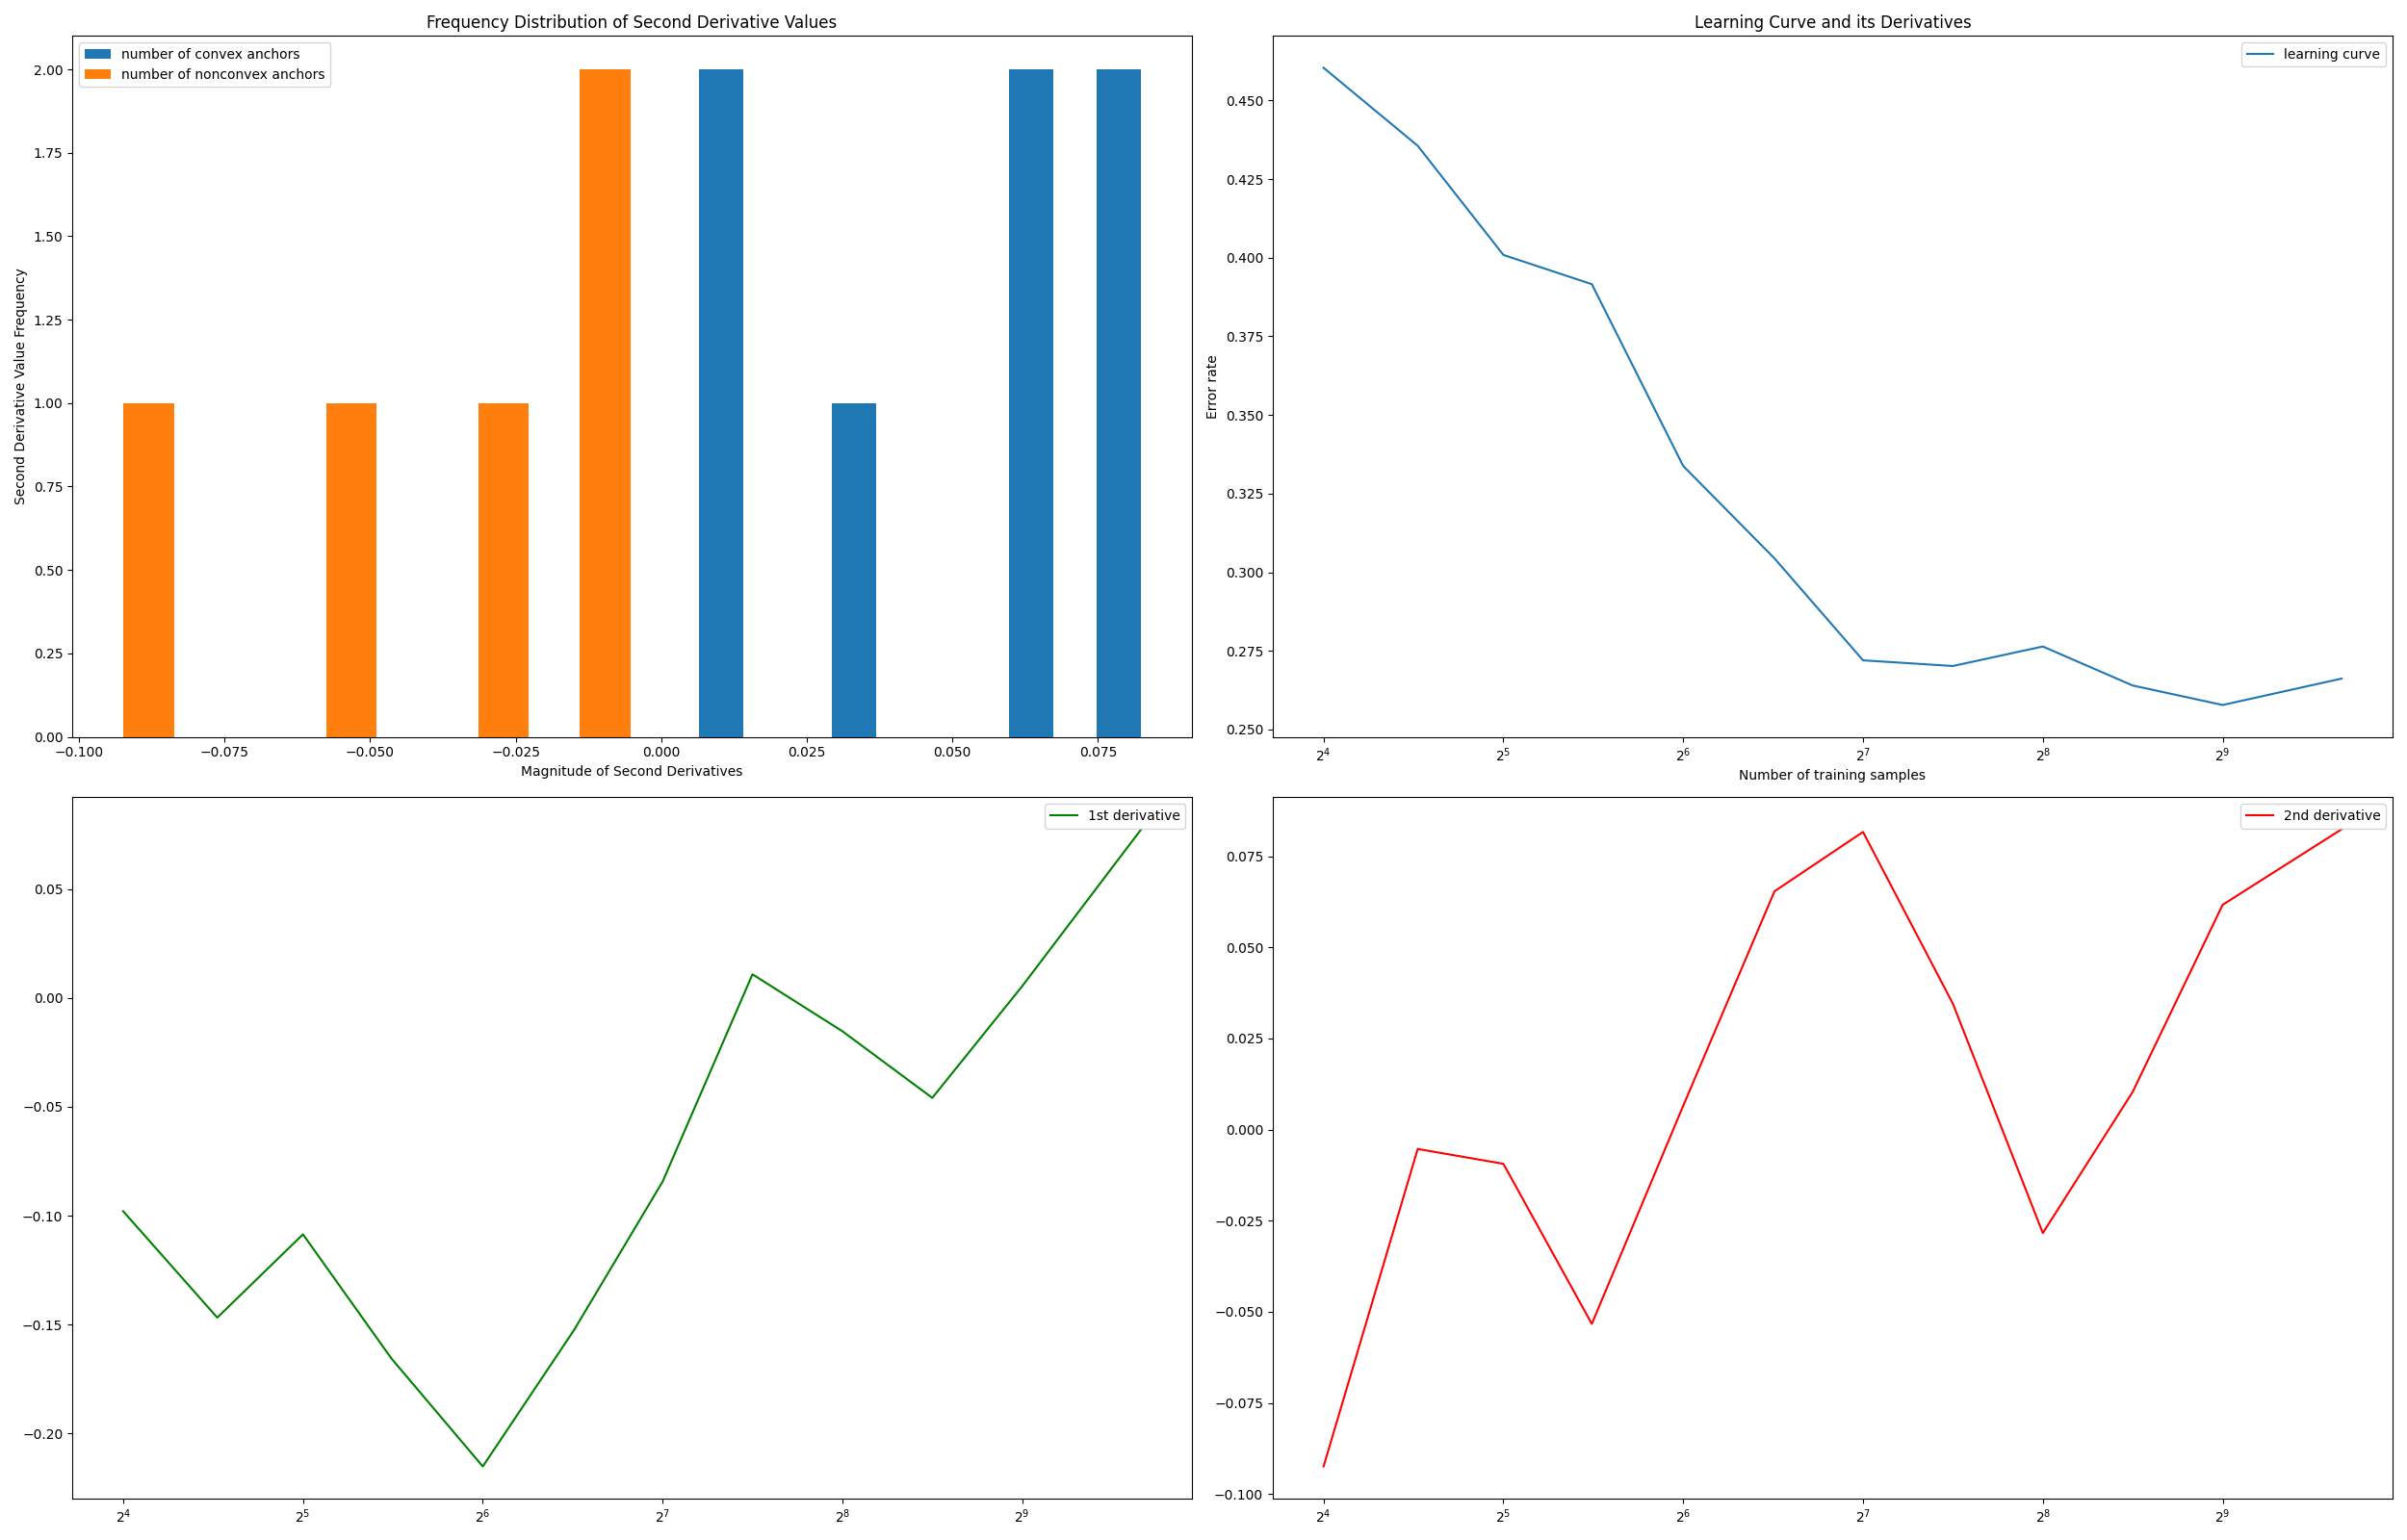 Frequency Distribution of Second Derivative Values
number of convex anchors
number of nonconvex anchors
2.00
1.75
1.50
1.25
1.00
0.75
0.50
0.25
0.00
Second Derivative Value Frequency
−0.100 −0.075 −0.050 −0.025 0.000 0.025 0.050 0.075
Magnitude of Second Derivatives
Learning Curve and its Derivatives
learning curve
0.450
0.425
0.400
0.375
0.350
0.325
0.300
0.275
0.250
Error rate
2⁴ 2⁵ 2⁶ 2⁷ 2⁸ 2⁹
Number of training samples
1st derivative
0.05
0.00
−0.05
−0.10
−0.15
−0.20
2⁴ 2⁵ 2⁶ 2⁷ 2⁸ 2⁹
2nd derivative
0.075
0.050
0.025
0.000
−0.025
−0.050
−0.075
−0.100
2⁴ 2⁵ 2⁶ 2⁷ 2⁸ 2⁹